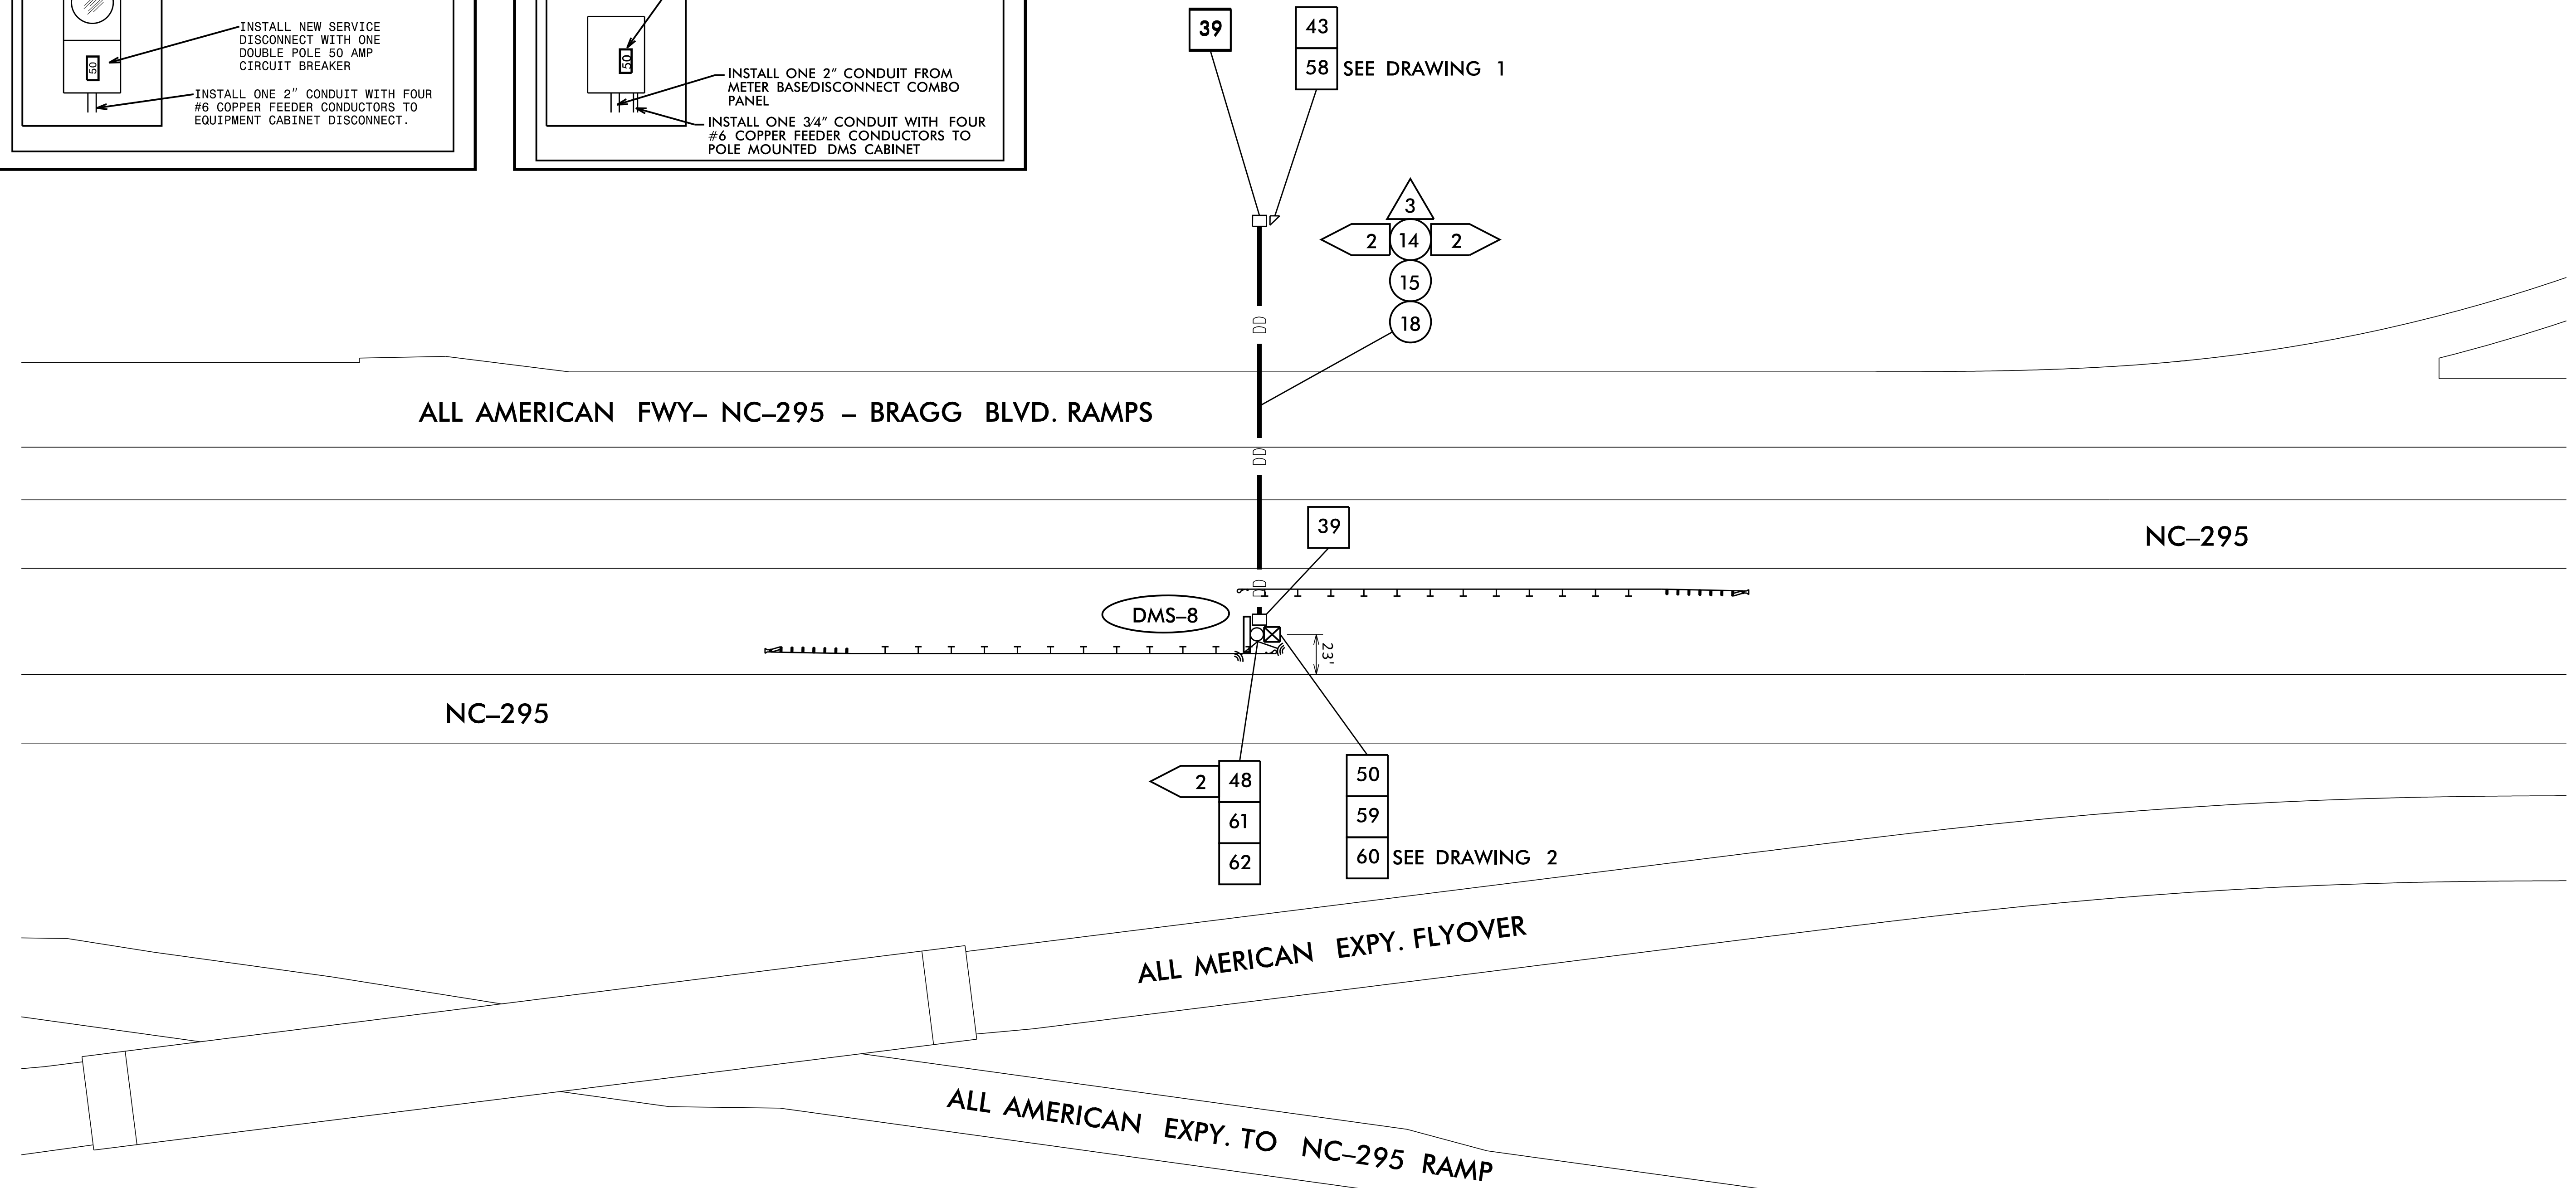 INSTALL NEW SERVICE
DISCONNECT WITH ONE
DOUBLE POLE 50 AMP
CIRCUIT BREAKER
50
INSTALL ONE 2" CONDUIT WITH FOUR
#6 COPPER FEEDER CONDUCTORS TO
EQUIPMENT CABINET DISCONNECT.
50
INSTALL ONE 2" CONDUIT FROM
METER BASE/DISCONNECT COMBO
PANEL
INSTALL ONE 3/4" CONDUIT WITH FOUR
#6 COPPER FEEDER CONDUCTORS TO
POLE MOUNTED DMS CABINET
39
43
58 SEE DRAWING 1
3
2 14 2
15
18
DD
ALL AMERICAN FWY– NC–295 – BRAGG BLVD. RAMPS
DD
39
NC–295
DD
DMS–8
23'
NC–295
2 48
61
62
50
59
60 SEE DRAWING 2
ALL MERICAN EXPY. FLYOVER
ALL AMERICAN EXPY. TO NC–295 RAMP